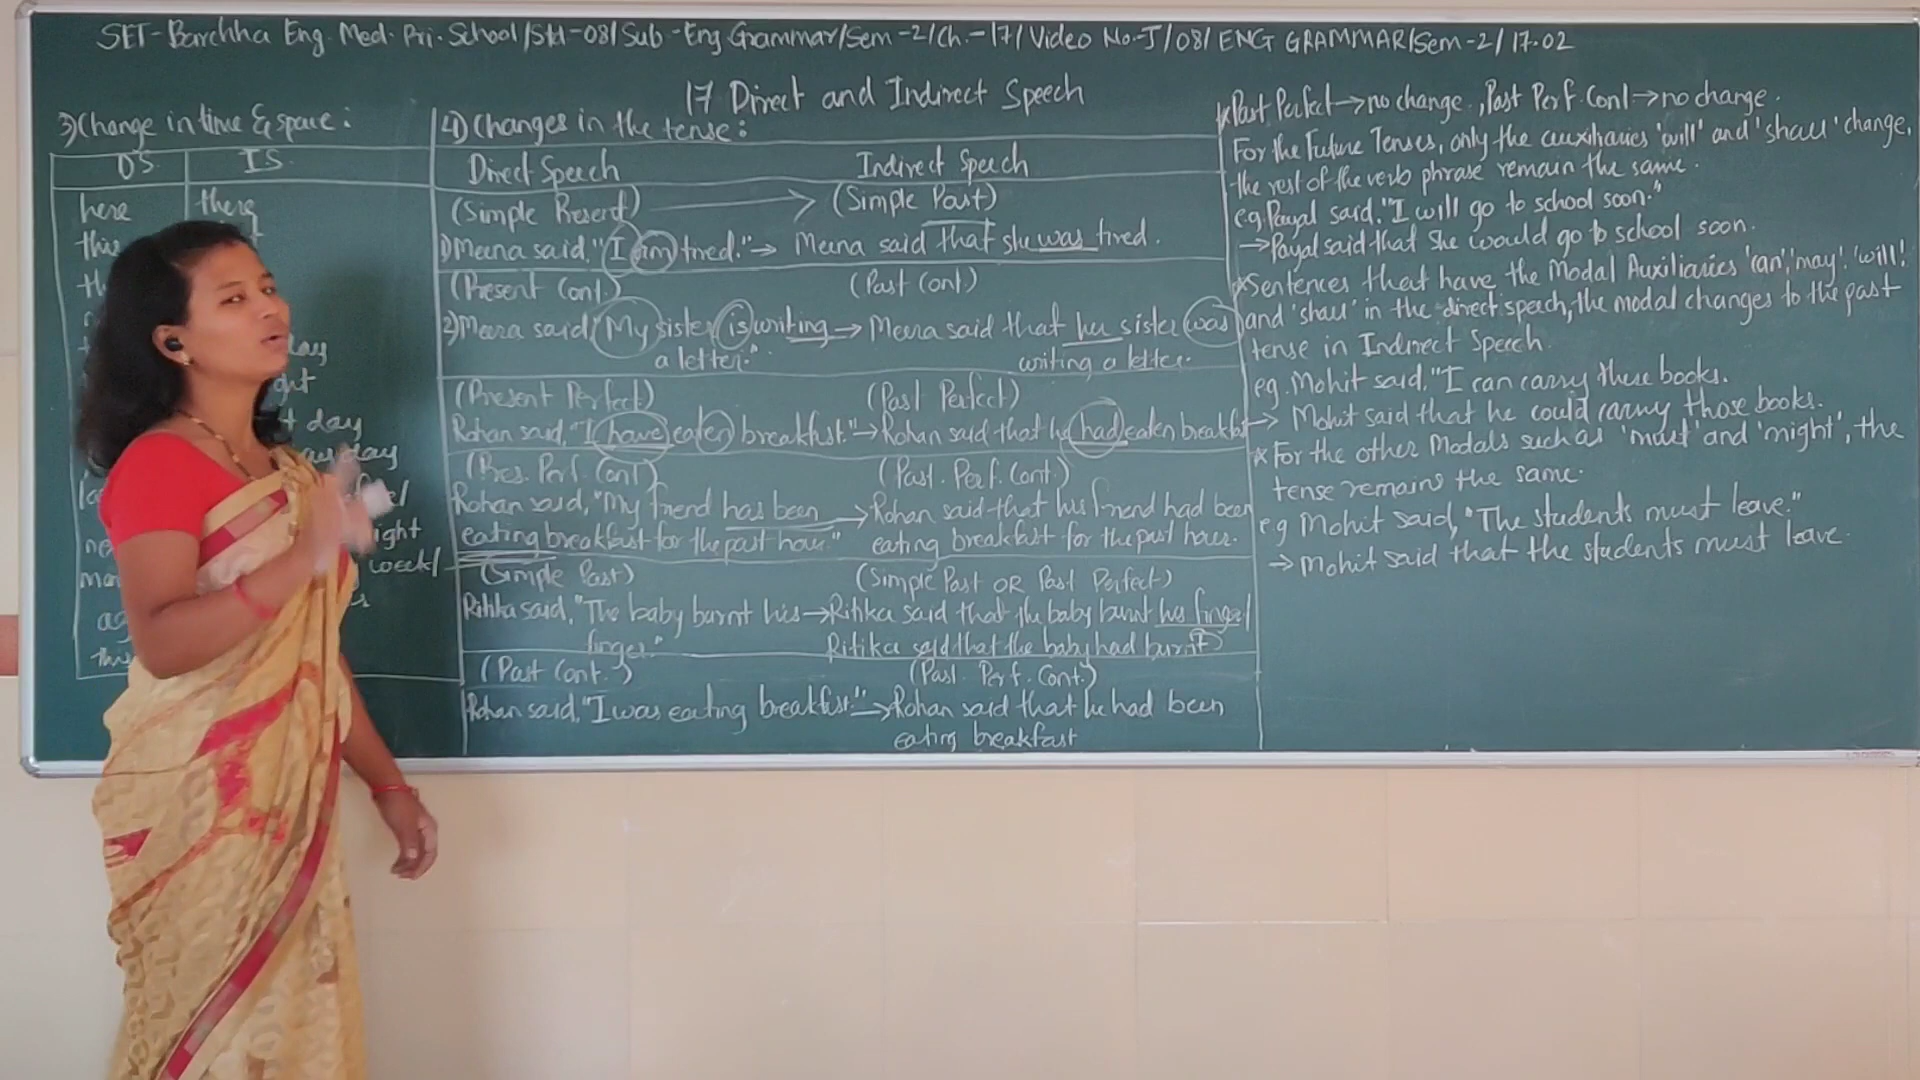 SET-Barchha Eng. Med. Pri. School/Std-08/Sub-Eng Grammar/Sem-2/Ch.-17/Video No.-J/08/ENG GRAMMAR/Sem-2/17.02
17 Direct and Indirect Speech
3) Change in time & space:
DS. IS.
here there
ay
ght
day
day
ight
week/
4) Changes in the tense:
Direct Speech Indirect Speech
(Simple Present) → (Simple Past)
1) Meena said, "I am tired." → Meena said that she was tired.
(Present Cont.) (Past Cont)
2) Meera said, "My sister is writing → Meera said that her sister was
a letter." writing a letter.
(Present Perfect) (Past Perfect)
Rohan said, "I have eaten breakfast." → Rohan said that he had eaten breakfast
(Pres. Perf. Cont) (Past. Perf. Cont.)
Rohan said, "My friend has been → Rohan said that his friend had been
eating breakfast for the past hour." eating breakfast for the past hour.
(Simple Past) (Simple Past OR Past Perfect)
Ritika said, "The baby burnt his → Ritika said that the baby burnt his finger/
finger." Ritika said that the baby had burnt
(Past Cont.) (Past. Perf. Cont.)
Rohan said, "I was eating breakfast." → Rohan said that he had been
eating breakfast
* Past Perfect → no change, Past Perf. Cont → no change.
For the Future Tenses, only the auxiliaries 'will' and 'shall' change,
the rest of the verb phrase remain the same.
e.g. Payal said, "I will go to school soon."
→ Payal said that she would go to school soon.
* Sentences that have the Modal Auxiliaries 'can', 'may', 'will'
and 'shall' in the direct speech, the modal changes to the past
tense in Indirect Speech
eg. Mohit said, "I can carry these books.
→ Mohit said that he could carry those books.
* For the other Modals such as 'must' and 'might', the
tense remains the same.
e.g Mohit said, "The students must leave."
→ Mohit said that the students must leave.